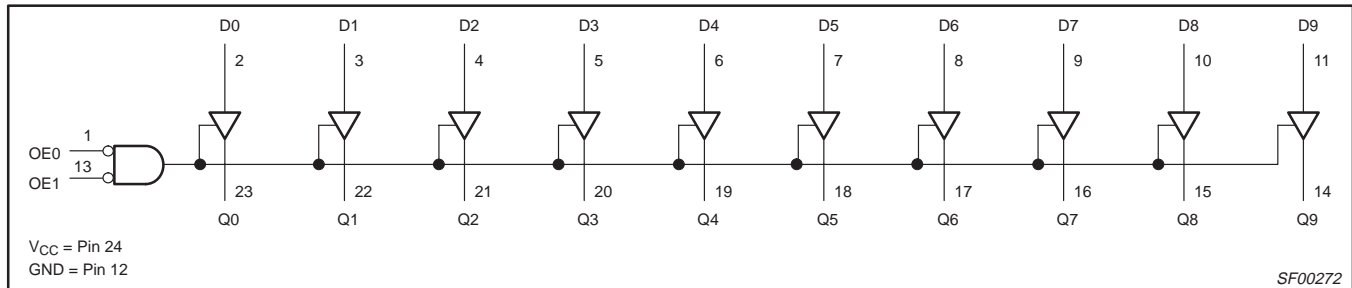 D0 D1 D2 D3 D4 D5 D6 D7 D8 D9
2 3 4 5 6 7 8 9 10 11
1
OE0
13
OE1
23 22 21 20 19 18 17 16 15 14
Q0 Q1 Q2 Q3 Q4 Q5 Q6 Q7 Q8 Q9
VCC = Pin 24
GND = Pin 12
SF00272